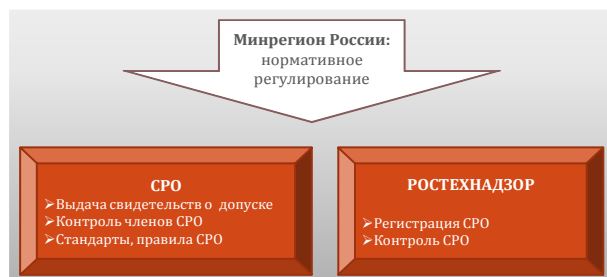 Минрегион России:
нормативное
регулирование
СРО
➢Выдача свидетельств о допуске
➢Контроль членов СРО
➢Стандарты, правила СРО
РОСТЕХНАДЗОР
➢Регистрация СРО
➢Контроль СРО